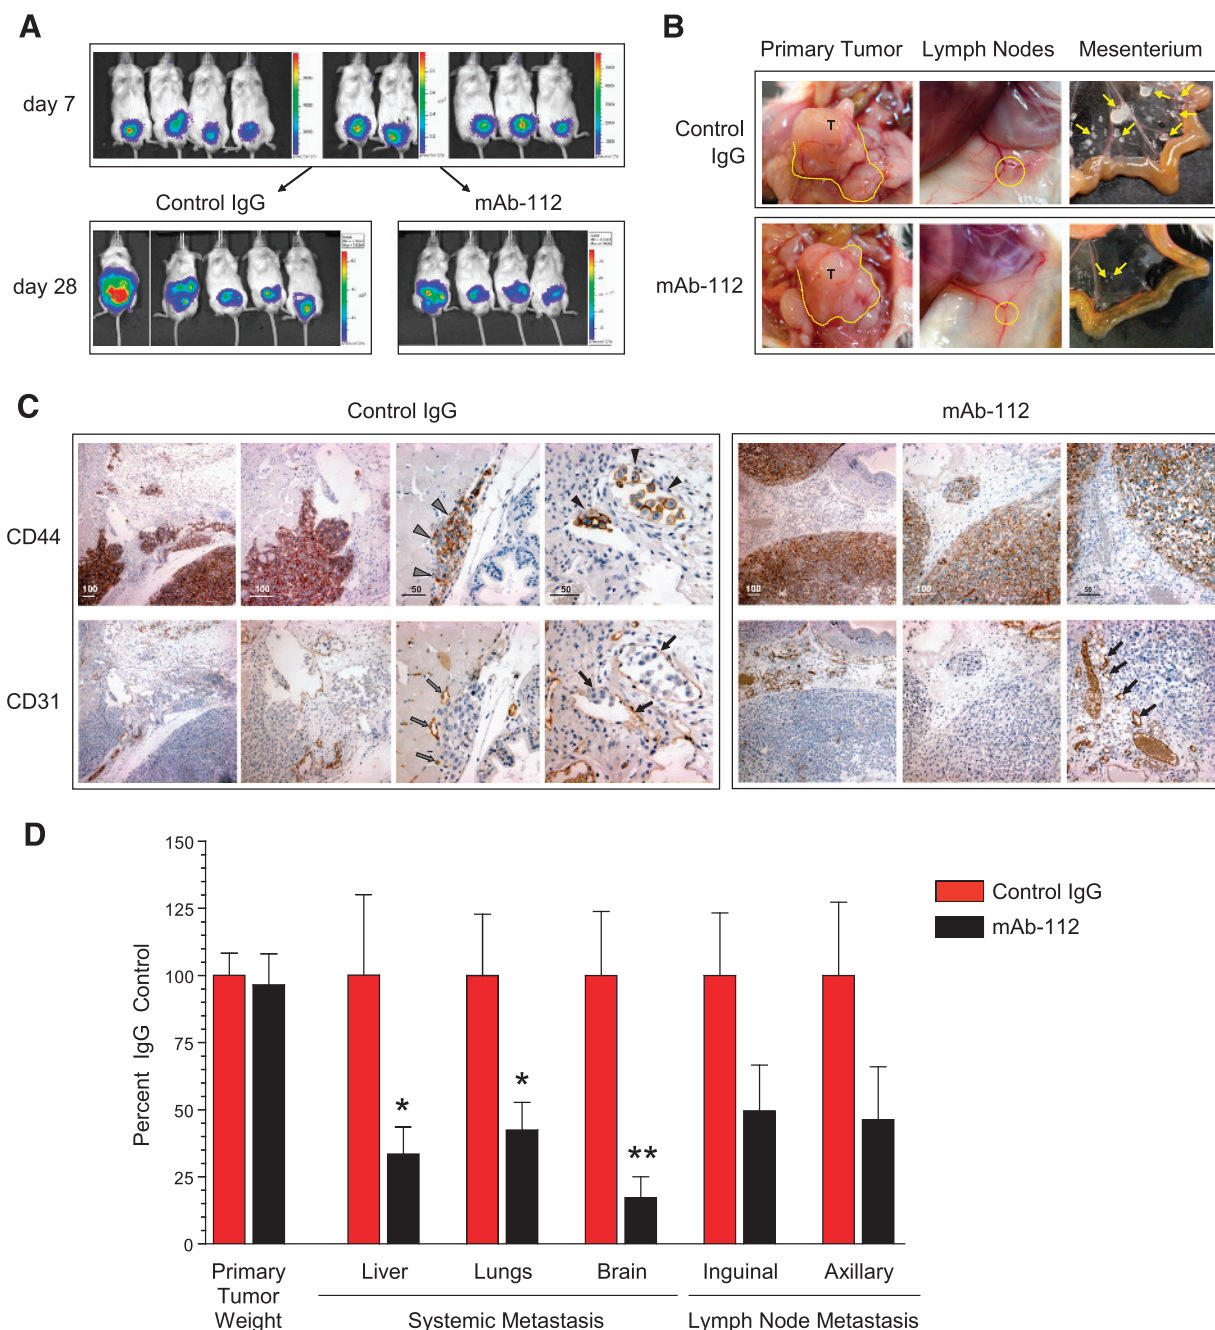 A
B
Primary Tumor
Lymph Nodes
Mesenterium
day 7
Control
IgG
T
Control IgG
mAb-112
day 28
mAb-112
T
C
Control IgG
mAb-112
CD44
100
100
50
50
100
100
50
CD31
D
150
125
100
75
50
25
0
Percent IgG Control
Control IgG
mAb-112
*
*
**
Primary
Tumor
Weight
Liver
Lungs
Brain
Inguinal
Axillary
Systemic Metastasis
Lymph Node Metastasis